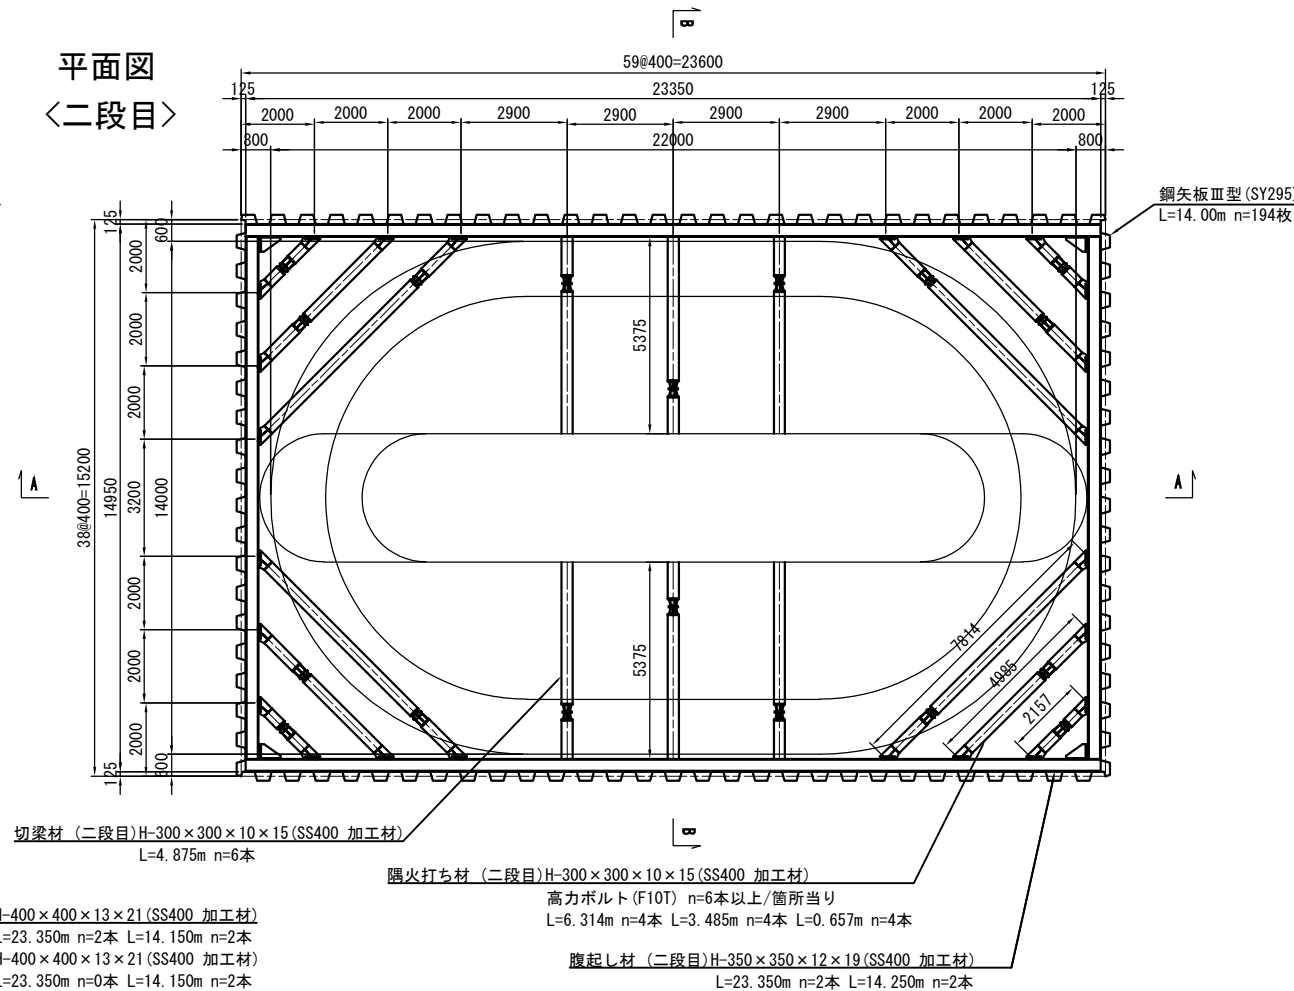 B
平面図
<二段目>
59@400=23600
125
23350
125
2000
2000
2000
2900
2900
2900
2900
2000
2000
2000
800
22000
800
鋼矢板Ⅲ型(SY295)
L=14.00m n=194枚
125
600
2000
2000
2000
3200
2000
2000
2000
38@400=15200
14950
14000
125
5375
5375
A
A
7814
4985
2157
B
切梁材 (二段目)H-300×300×10×15(SS400 加工材)
L=4.875m n=6本
隅火打ち材 (二段目)H-300×300×10×15(SS400 加工材)
高力ボルト(F10T) n=6本以上/箇所当り
L=6.314m n=4本 L=3.485m n=4本 L=0.657m n=4本
H-400×400×13×21(SS400 加工材)
L=23.350m n=2本 L=14.150m n=2本
H-400×400×13×21(SS400 加工材)
L=23.350m n=0本 L=14.150m n=2本
腹起し材 (二段目)H-350×350×12×19(SS400 加工材)
L=23.350m n=2本 L=14.250m n=2本